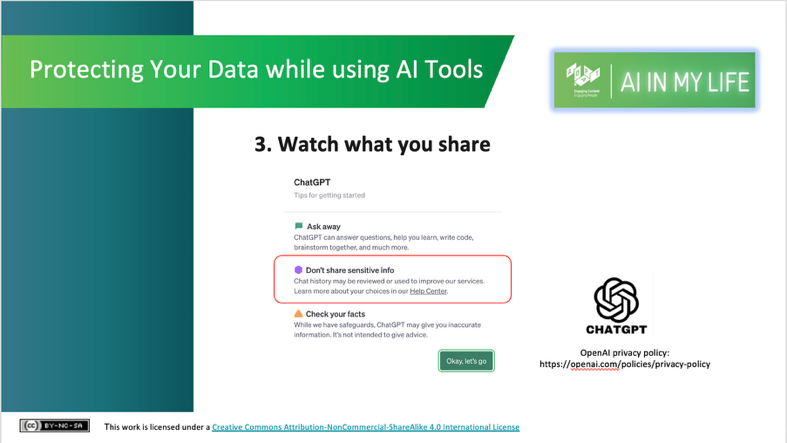 Protecting Your Data while using AI Tools
AI IN MY LIFE
3. Watch what you share
ChatGPT
Tips for getting started
Ask away
ChatGPT can answer questions, help you learn, write code,
brainstorm together, and much more.
Don't share sensitive info
Chat history may be reviewed or used to improve our services.
Learn more about your choices in our Help Center.
Check your facts
While we have safeguards, ChatGPT may give you inaccurate
information. It's not intended to give advice.
Okay, let's go
CHATGPT
OpenAI privacy policy:
https://openai.com/policies/privacy-policy
CC BY-NC-SA
This work is licensed under a Creative Commons Attribution-NonCommercial-ShareAlike 4.0 International License